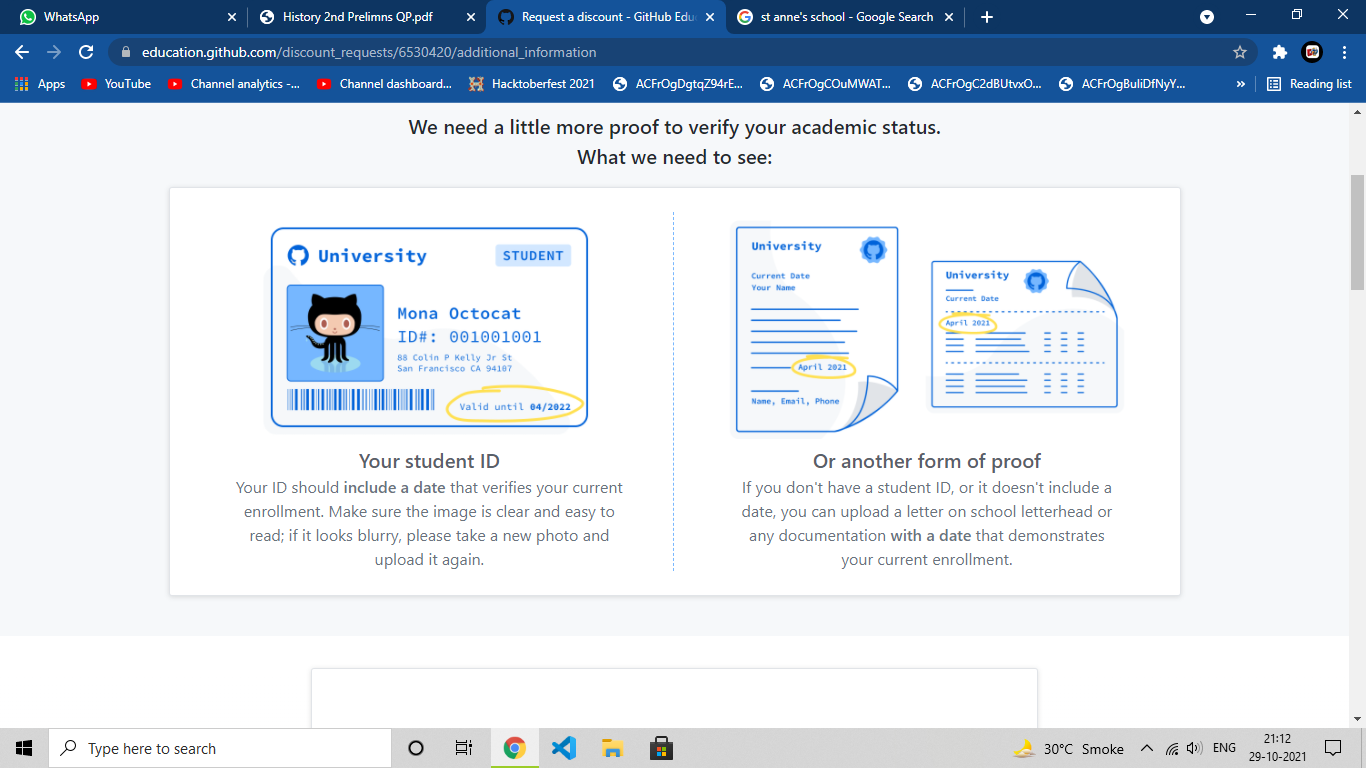 WhatsApp
History 2nd Prelimns QP.pdf
Request a discount - GitHub Edu
st anne's school - Google Search
education.github.com/discount_requests/6530420/additional_information
Apps
YouTube
Channel analytics -...
Channel dashboard...
Hacktoberfest 2021
ACFrOgDgtqZ94rE...
ACFrOgCOuMWAT...
ACFrOgC2dBUtvxO...
ACFrOgBuliDfNyY...
»
Reading list
We need a little more proof to verify your academic status.
What we need to see:
University
STUDENT
Mona Octocat
ID#: 001001001
88 Colin P Kelly Jr St
San Francisco CA 94107
Valid until 04/2022
Your student ID
Your ID should include a date that verifies your current
enrollment. Make sure the image is clear and easy to
read; if it looks blurry, please take a new photo and
upload it again.
University
Current Date
Your Name
April 2021
Name, Email, Phone
University
Current Date
April 2021
Or another form of proof
If you don't have a student ID, or it doesn't include a
date, you can upload a letter on school letterhead or
any documentation with a date that demonstrates
your current enrollment.
Type here to search
30°C Smoke
ENG
21:12
29-10-2021